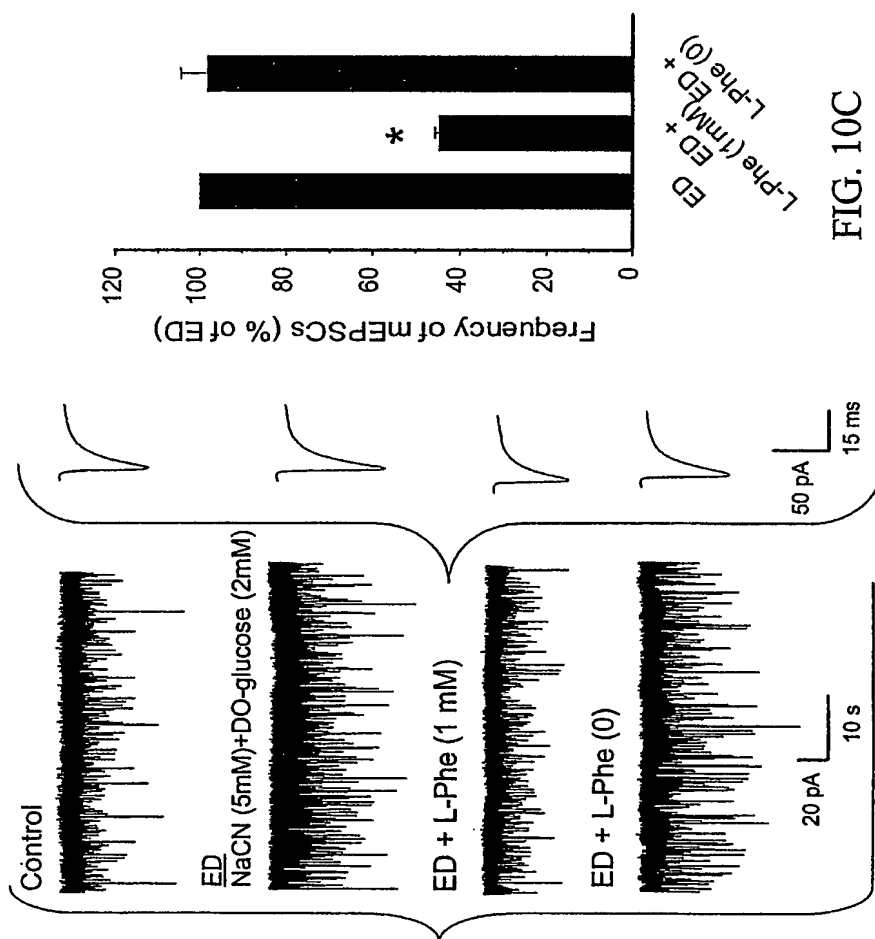 Control
ED
NaCN (5mM)+DO-glucose (2mM)
ED + L-Phe (1 mM)
ED + L-Phe (0)
20 pA
10 s
50 pA
15 ms
Frequency of mEPSCs (% of ED)
120
100
80
60
40
20
0
*
ED
ED +
L-Phe (1mM)
ED +
L-Phe (0)
FIG. 10C